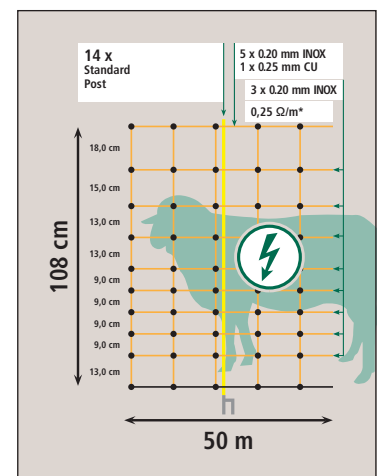 14 x
Standard
Post
5 x 0.20 mm INOX
1 x 0.25 mm CU
3 x 0.20 mm INOX
0,25 Ω/m*
18,0 cm
15,0 cm
13,0 cm
13,0 cm
9,0 cm
9,0 cm
9,0 cm
9,0 cm
13,0 cm
108 cm
50 m